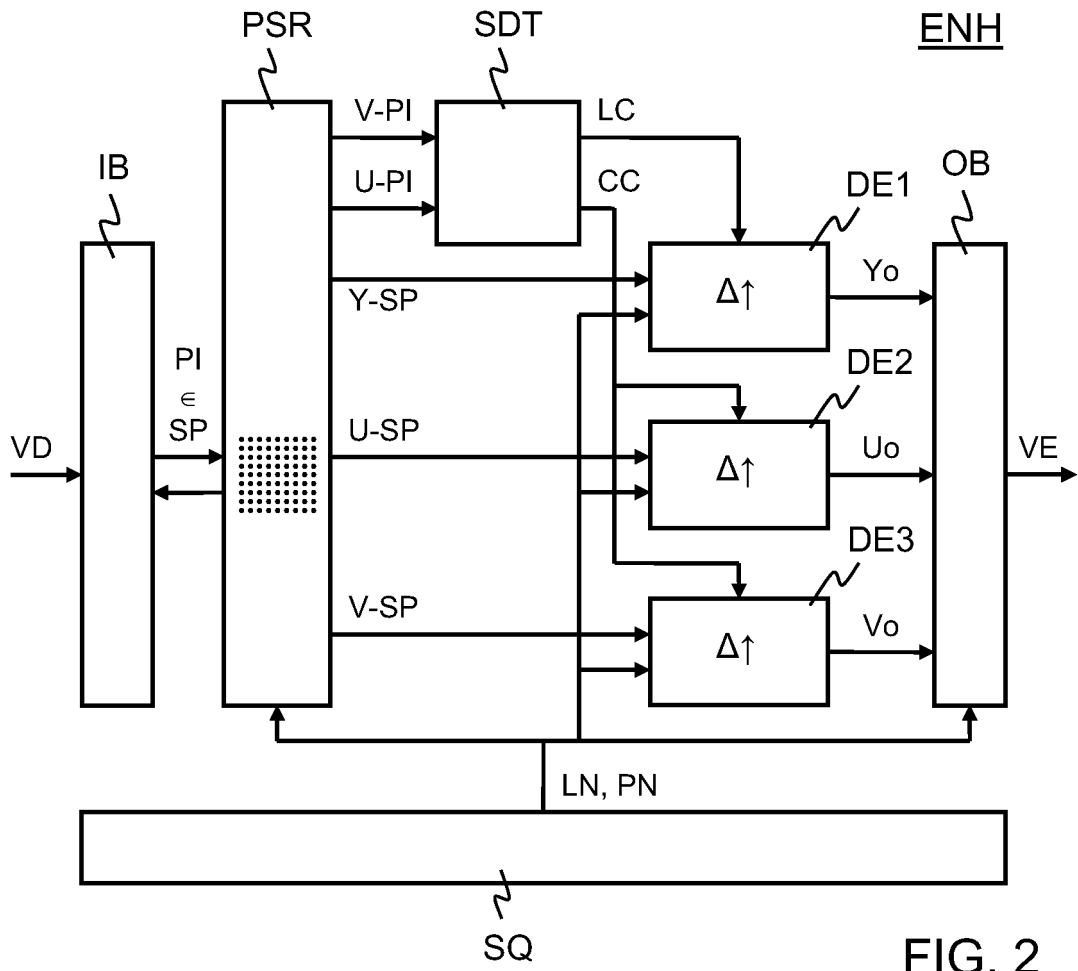 PSR
SDT
ENH
V-PI
LC
IB
U-PI
CC
DE1
OB
Y-SP
Δ↑
Yo
PI
∈
SP
DE2
VD
U-SP
Δ↑
Uo
VE
DE3
V-SP
Δ↑
Vo
LN, PN
SQ
FIG. 2